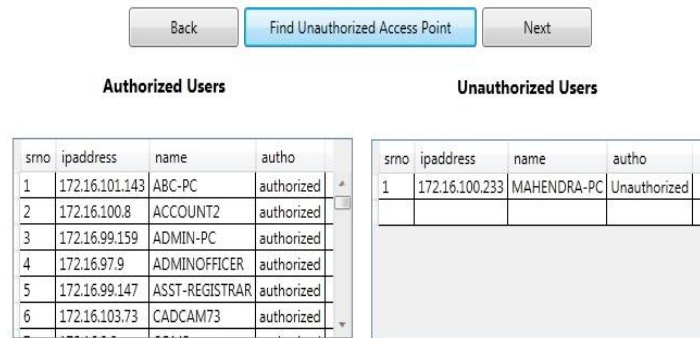 Back Find Unauthorized Access Point Next
Authorized Users Unauthorized Users
srno ipaddress name autho
1 172.16.101.143 ABC-PC authorized
2 172.16.100.8 ACCOUNT2 authorized
3 172.16.99.159 ADMIN-PC authorized
4 172.16.97.9 ADMINOFFICER authorized
5 172.16.99.147 ASST-REGISTRAR authorized
6 172.16.103.73 CADCAM73 authorized
srno ipaddress name autho
1 172.16.100.233 MAHENDRA-PC Unauthorized